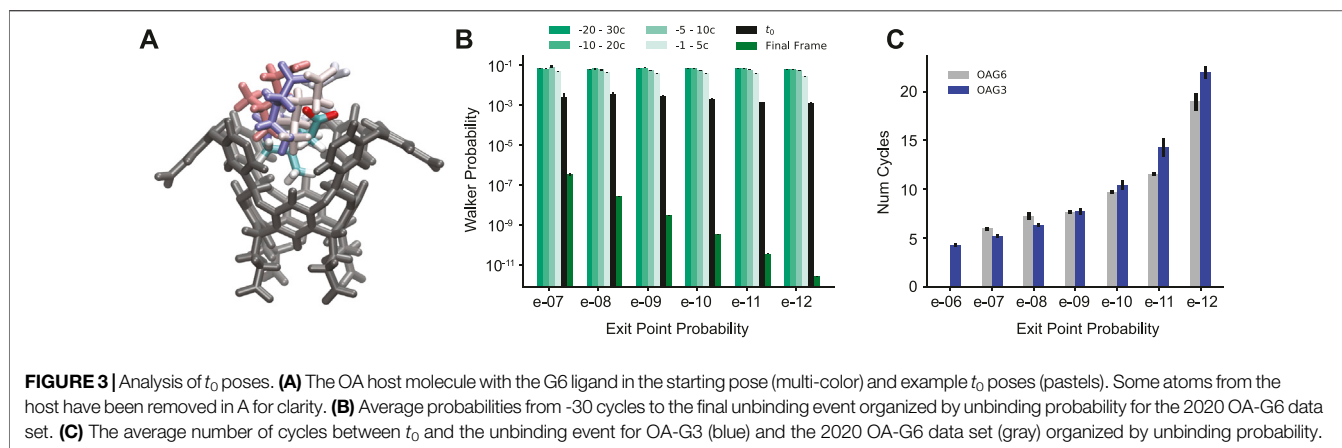 A
B
-20 - 30c
-5 - 10c
t₀
-10 - 20c
-1 - 5c
Final Frame
Walker Probability
10⁻¹
10⁻³
10⁻⁵
10⁻⁷
10⁻⁹
10⁻¹¹
e-07 e-08 e-09 e-10 e-11 e-12
Exit Point Probability
C
OAG6
OAG3
Num Cycles
20
15
10
5
0
e-06 e-07 e-08 e-09 e-10 e-11 e-12
Exit Point Probability
FIGURE 3 | Analysis of t₀ poses. (A) The OA host molecule with the G6 ligand in the starting pose (multi-color) and example t₀ poses (pastels). Some atoms from the
host have been removed in A for clarity. (B) Average probabilities from -30 cycles to the final unbinding event organized by unbinding probability for the 2020 OA-G6 data
set. (C) The average number of cycles between t₀ and the unbinding event for OA-G3 (blue) and the 2020 OA-G6 data set (gray) organized by unbinding probability.